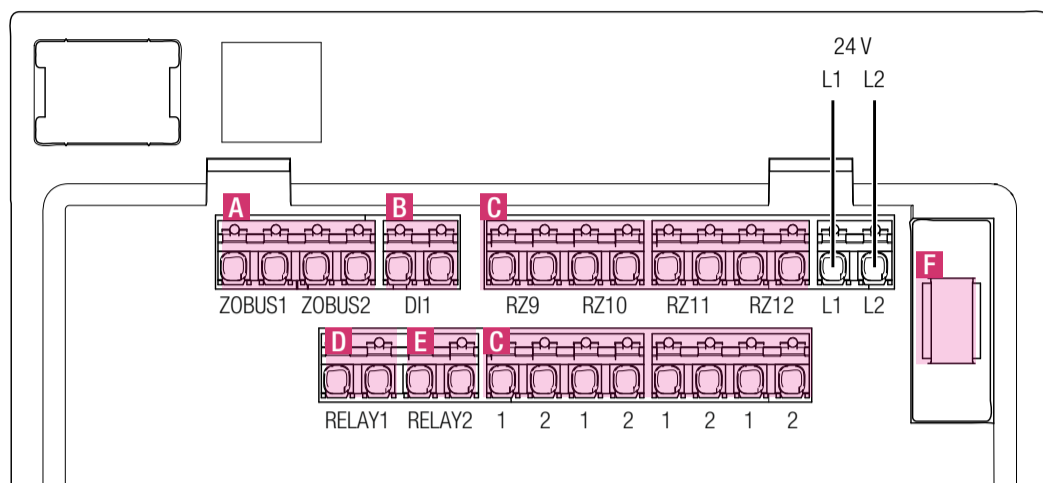 24 V
L1 L2
A B C
F
ZOBUS1 ZOBUS2 DI1 RZ9 RZ10 RZ11 RZ12 L1 L2
D E C
RELAY1 RELAY2 1 2 1 2 1 2 1 2